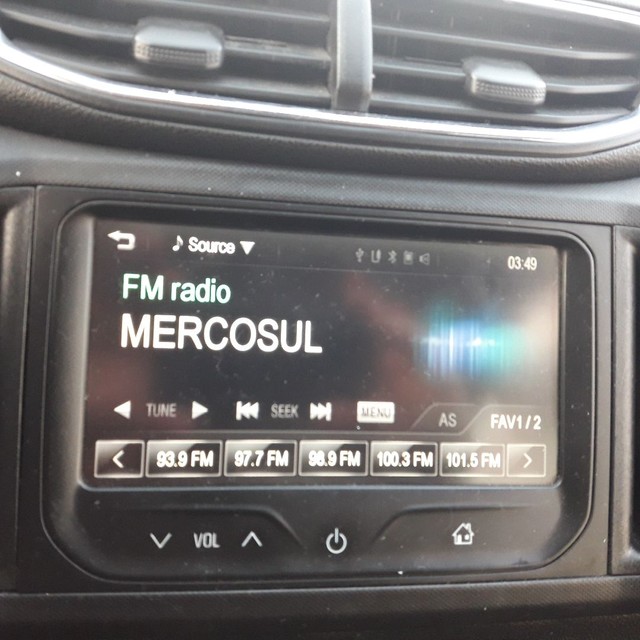 Source
03:49
FM radio
MERCOSUL
TUNE SEEK MENU AS FAV1/2
93.9 FM 97.7 FM 98.9 FM 100.3 FM 101.5 FM
VOL